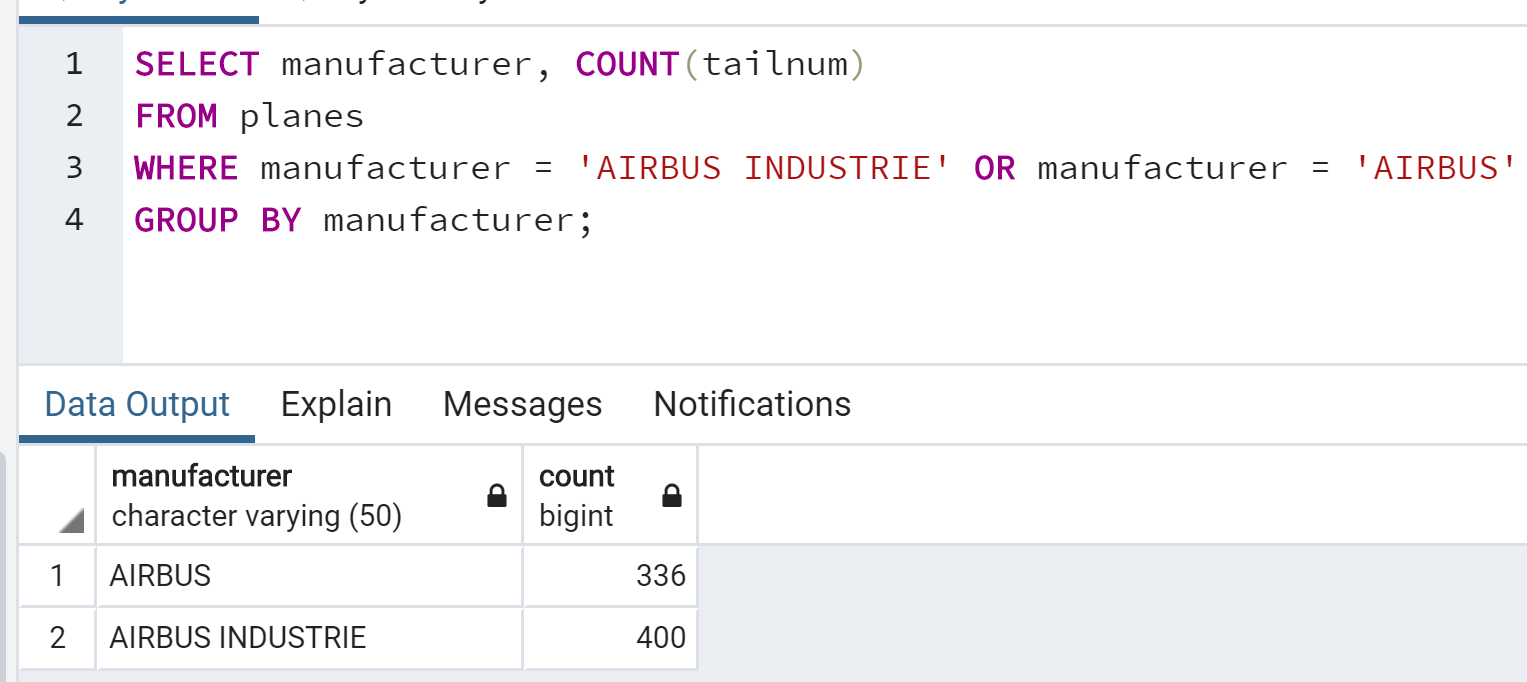 1 SELECT manufacturer, COUNT(tailnum)
2 FROM planes
3 WHERE manufacturer = 'AIRBUS INDUSTRIE' OR manufacturer = 'AIRBUS'
4 GROUP BY manufacturer;
Data Output Explain Messages Notifications
manufacturer count
character varying (50) bigint
1 AIRBUS 336
2 AIRBUS INDUSTRIE 400